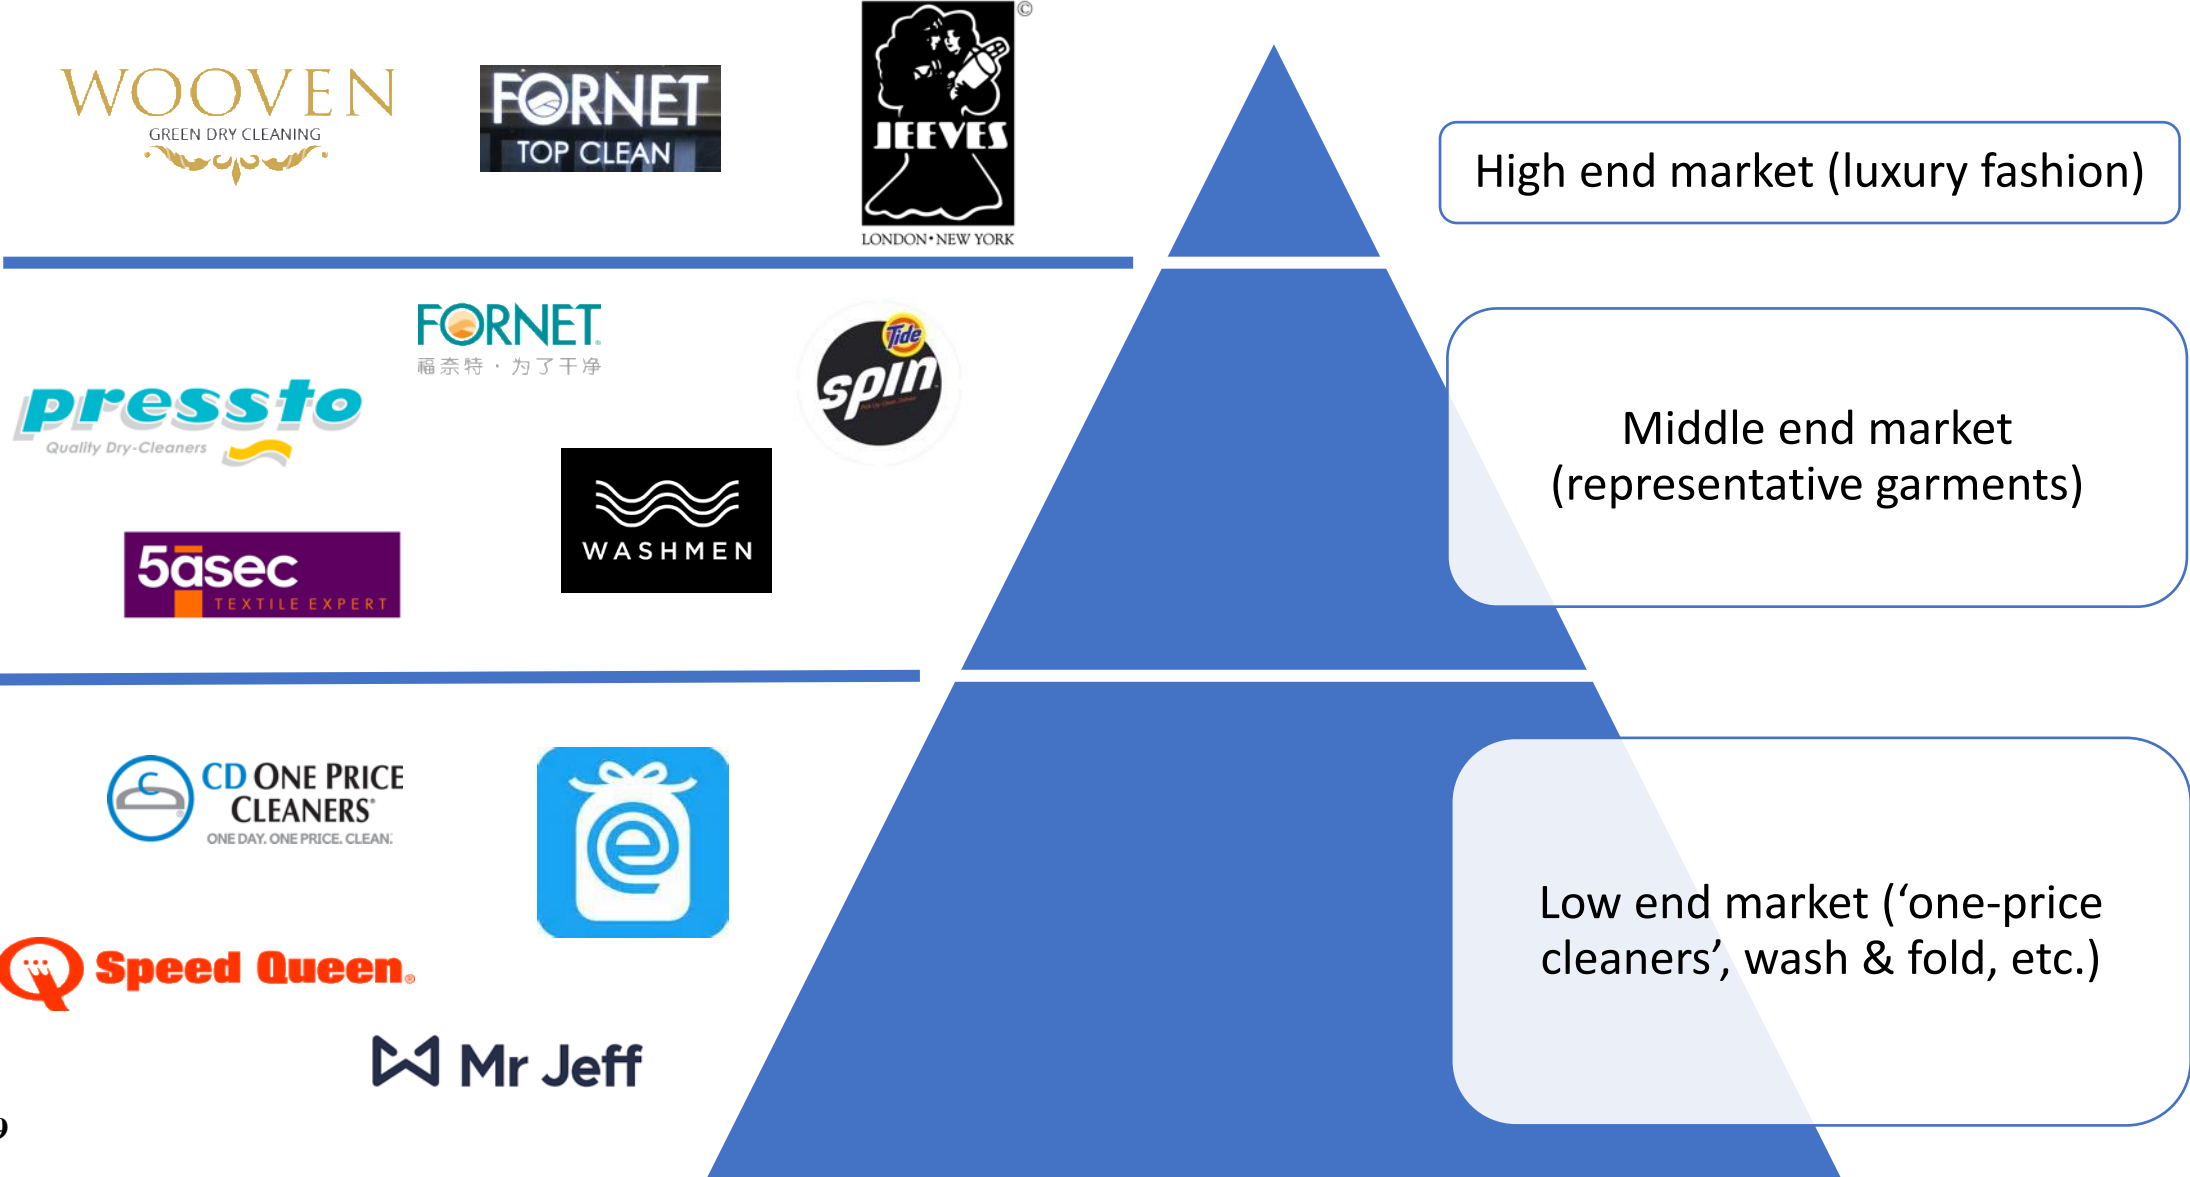 WOOVEN
GREEN DRY CLEANING
FORNET
TOP CLEAN
©
JEEVES
LONDON•NEW YORK
High end market (luxury fashion)
FORNET
福奈特·为了干净
Tide
spin
pressto
Quality Dry-Cleaners
WASHMEN
5àsec
TEXTILE EXPERT
Middle end market
(representative garments)
C
CD ONE PRICE
CLEANERS®
ONE DAY. ONE PRICE. CLEAN.
e
Speed Queen®
Mr Jeff
Low end market (‘one-price
cleaners’, wash & fold, etc.)
9